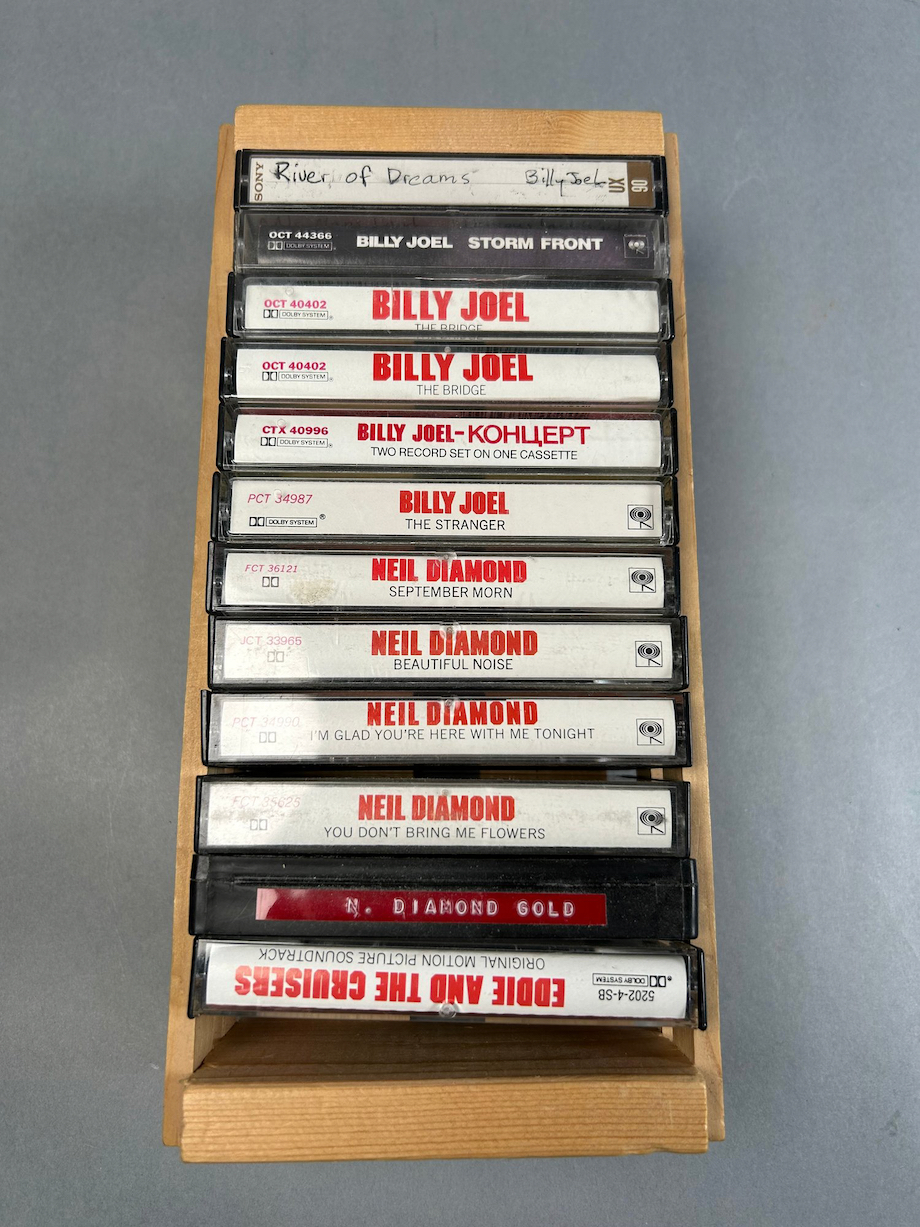 SONY River of Dreams Billy Joel UX 90
OCT 44366 BILLY JOEL STORM FRONT
DOLBY SYSTEM
OCT 40402 BILLY JOEL
DOLBY SYSTEM THE BRIDGE
OCT 40402 BILLY JOEL
DOLBY SYSTEM THE BRIDGE
CTX 40996 BILLY JOEL-КОНЦЕРТ
DOLBY SYSTEM TWO RECORD SET ON ONE CASSETTE
PCT 34987 BILLY JOEL
DOLBY SYSTEM ® THE STRANGER
FCT 36121 NEIL DIAMOND
SEPTEMBER MORN
JCT 33965 NEIL DIAMOND
BEAUTIFUL NOISE
PCT 34990 NEIL DIAMOND
I'M GLAD YOU'RE HERE WITH ME TONIGHT
FCT 35625 NEIL DIAMOND
YOU DON'T BRING ME FLOWERS
N. DIAMOND GOLD
5202-4-SB EDDIE AND THE CRUISERS
DOLBY SYSTEM ORIGINAL MOTION PICTURE SOUNDTRACK